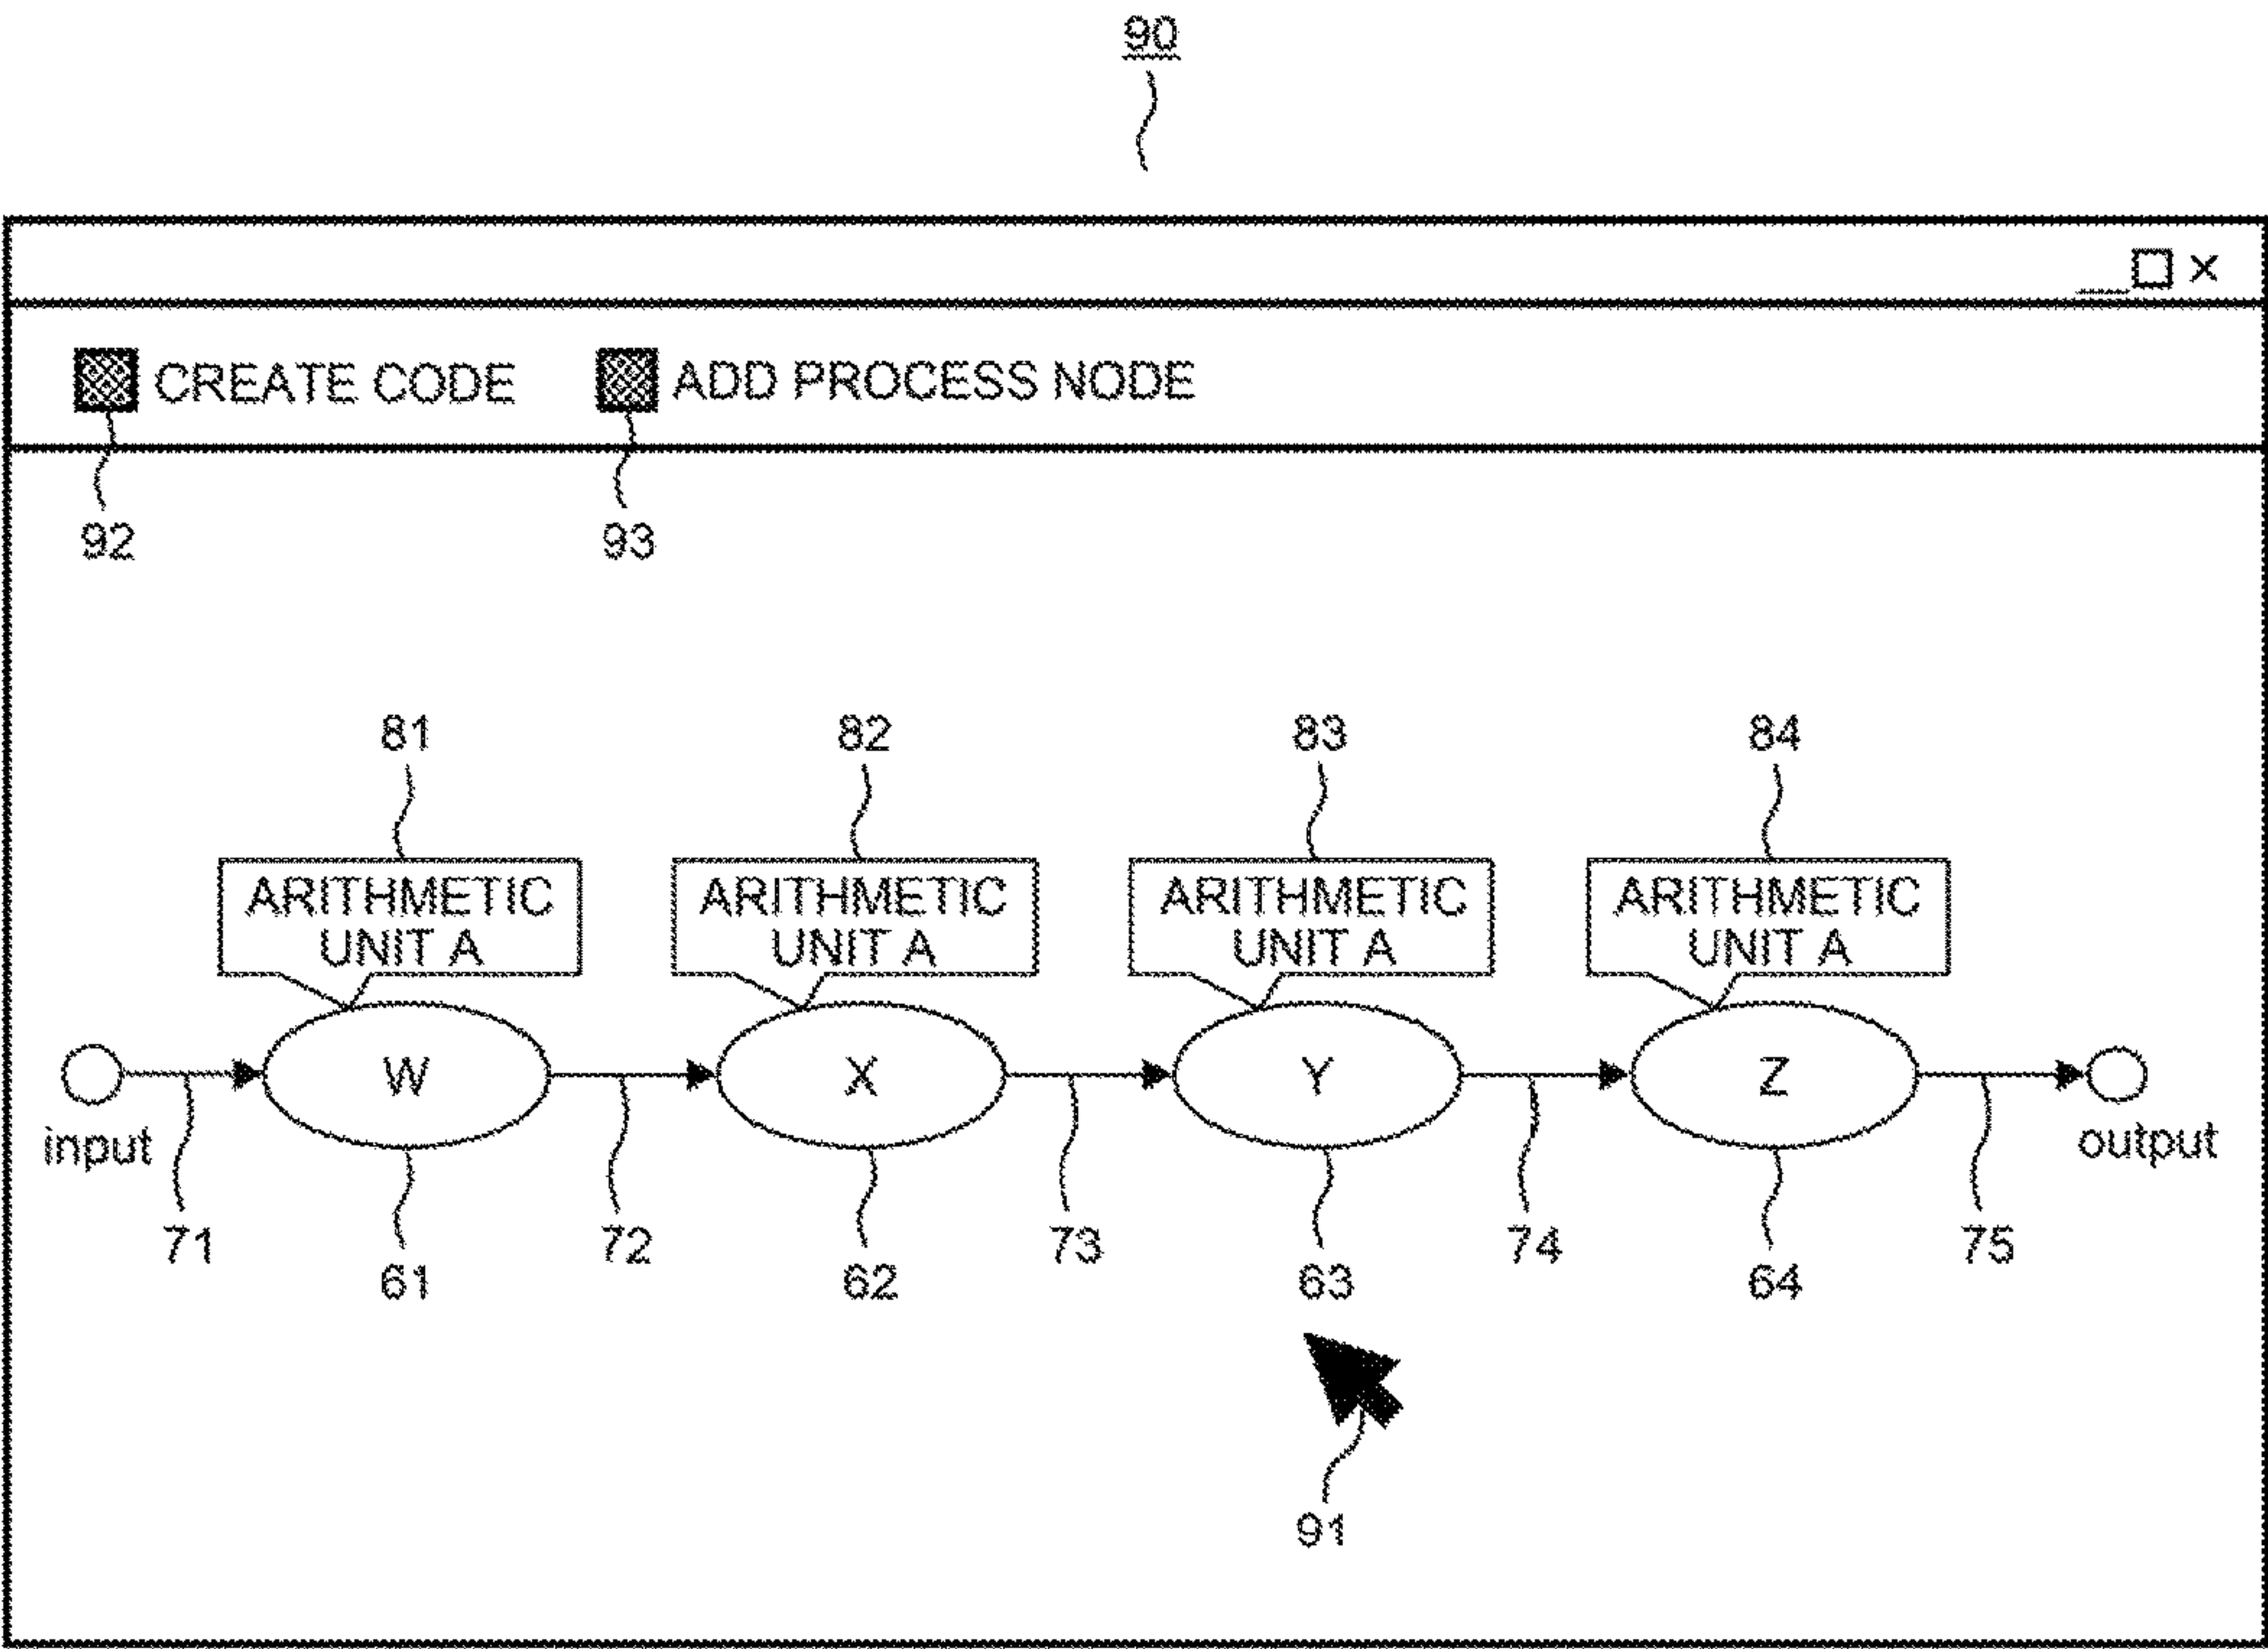 90
_ □ ×
CREATE CODE ADD PROCESS NODE
92 93
81 82 83 84
ARITHMETIC UNIT A
ARITHMETIC UNIT A
ARITHMETIC UNIT A
ARITHMETIC UNIT A
W X Y Z
input output
71 72 73 74 75
61 62 63 64
91